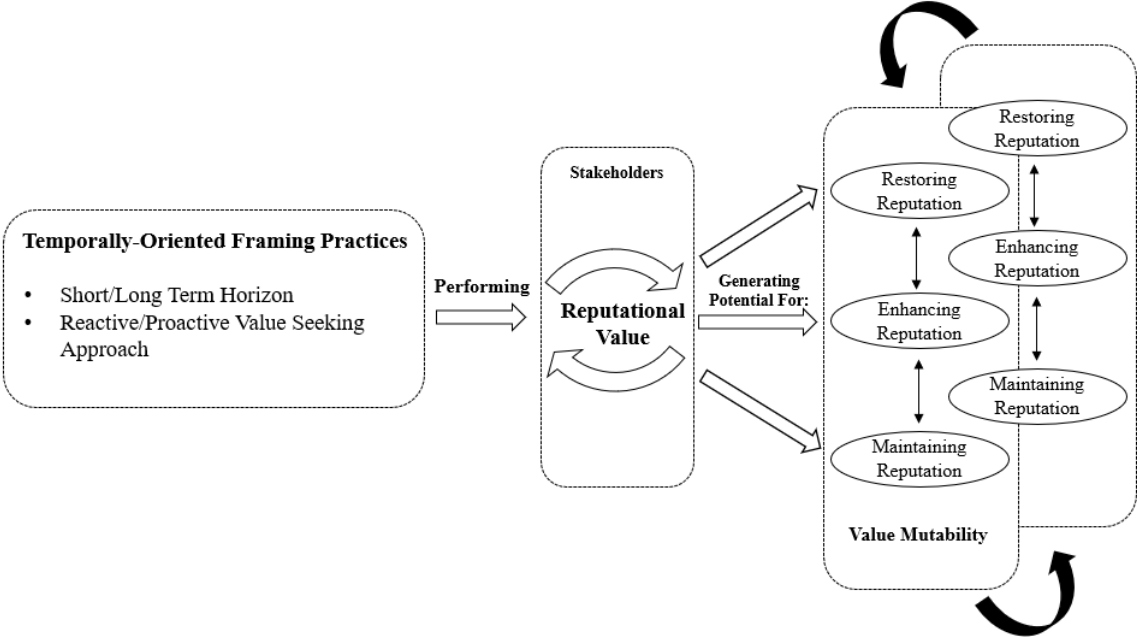 Temporally-Oriented Framing Practices
• Short/Long Term Horizon
• Reactive/Proactive Value Seeking
Approach
Performing
Stakeholders
Reputational
Value
Generating
Potential For:
Restoring
Reputation
Enhancing
Reputation
Maintaining
Reputation
Value Mutability
Restoring
Reputation
Enhancing
Reputation
Maintaining
Reputation